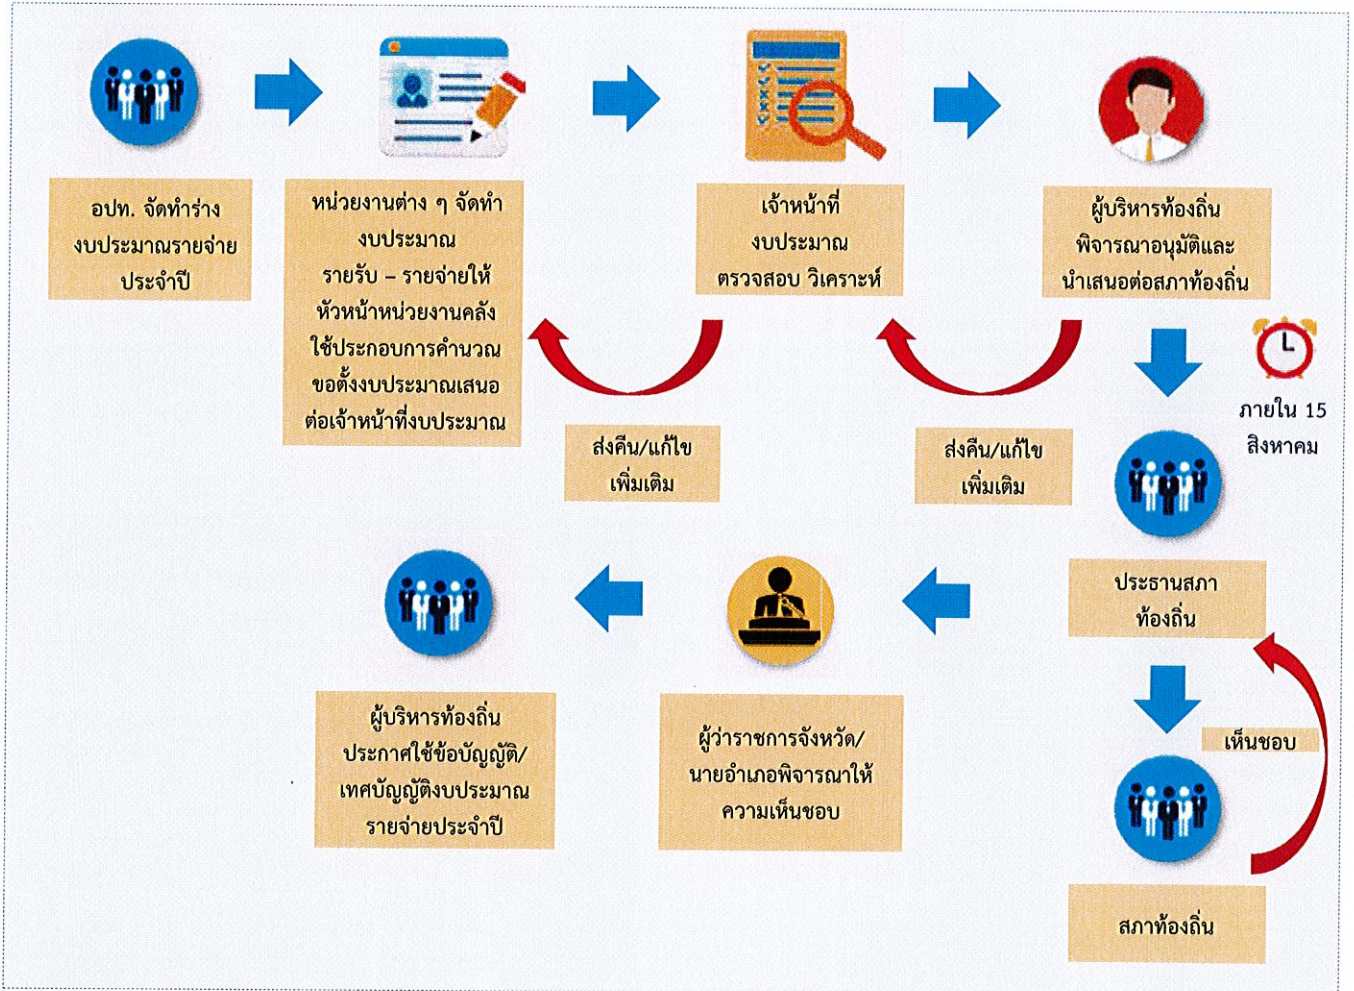 อปท. จัดทำร่าง
งบประมาณรายจ่าย
ประจำปี
หน่วยงานต่าง ๆ จัดทำ
งบประมาณ
รายรับ – รายจ่ายให้
หัวหน้าหน่วยงานคลัง
ใช้ประกอบการคำนวณ
ขอตั้งงบประมาณเสนอ
ต่อเจ้าหน้าที่งบประมาณ
เจ้าหน้าที่
งบประมาณ
ตรวจสอบ วิเคราะห์
ผู้บริหารท้องถิ่น
พิจารณาอนุมัติและ
นำเสนอต่อสภาท้องถิ่น
ภายใน 15
สิงหาคม
ส่งคืน/แก้ไข
เพิ่มเติม
ส่งคืน/แก้ไข
เพิ่มเติม
ประธานสภา
ท้องถิ่น
เห็นชอบ
สภาท้องถิ่น
ผู้ว่าราชการจังหวัด/
นายอำเภอพิจารณาให้
ความเห็นชอบ
ผู้บริหารท้องถิ่น
ประกาศใช้ข้อบัญญัติ/
เทศบัญญัติงบประมาณ
รายจ่ายประจำปี